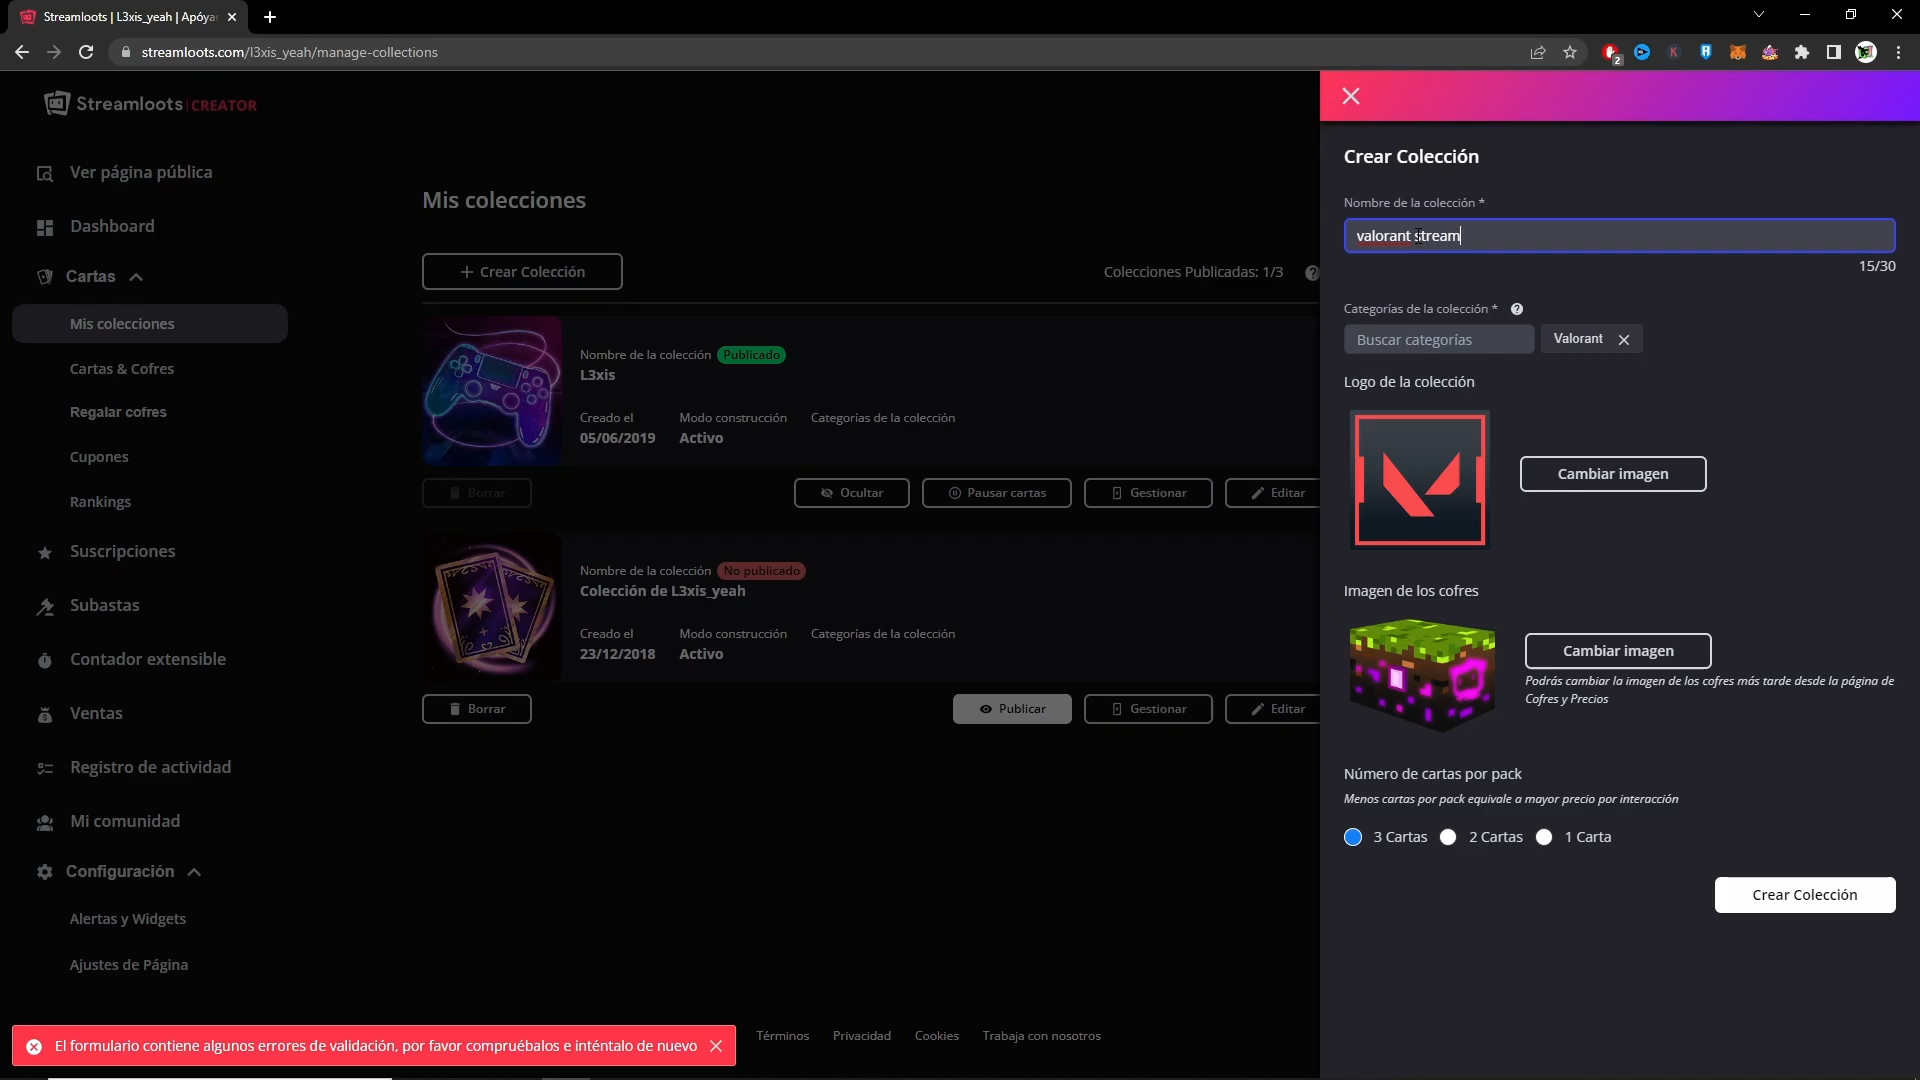 Streamloots | L3xis_yeah | Apóyar
streamloots.com/l3xis_yeah/manage-collections
2
Streamloots | CREATOR
Ver página pública
Dashboard
Cartas
Mis colecciones
Cartas & Cofres
Regalar cofres
Cupones
Rankings
Suscripciones
Subastas
Contador extensible
Ventas
Registro de actividad
Mi comunidad
Configuración
Alertas y Widgets
Ajustes de Página
Mis colecciones
+ Crear Colección
Colecciones Publicadas: 1/3 ?
Nombre de la colección Publicado
L3xis
Creado el Modo construcción Categorías de la colección
05/06/2019 Activo
Borrar Ocultar Pausar cartas Gestionar Editar
Nombre de la colección No publicado
Colección de L3xis_yeah
Creado el Modo construcción Categorías de la colección
23/12/2018 Activo
Borrar Publicar Gestionar Editar
Términos Privacidad Cookies Trabaja con nosotros
El formulario contiene algunos errores de validación, por favor compruébalos e inténtalo de nuevo
Crear Colección
Nombre de la colección *
valorant stream
15/30
Categorías de la colección * ?
Buscar categorías Valorant
Logo de la colección
Cambiar imagen
Imagen de los cofres
Cambiar imagen
Podrás cambiar la imagen de los cofres más tarde desde la página de
Cofres y Precios
Número de cartas por pack
Menos cartas por pack equivale a mayor precio por interacción
3 Cartas 2 Cartas 1 Carta
Crear Colección